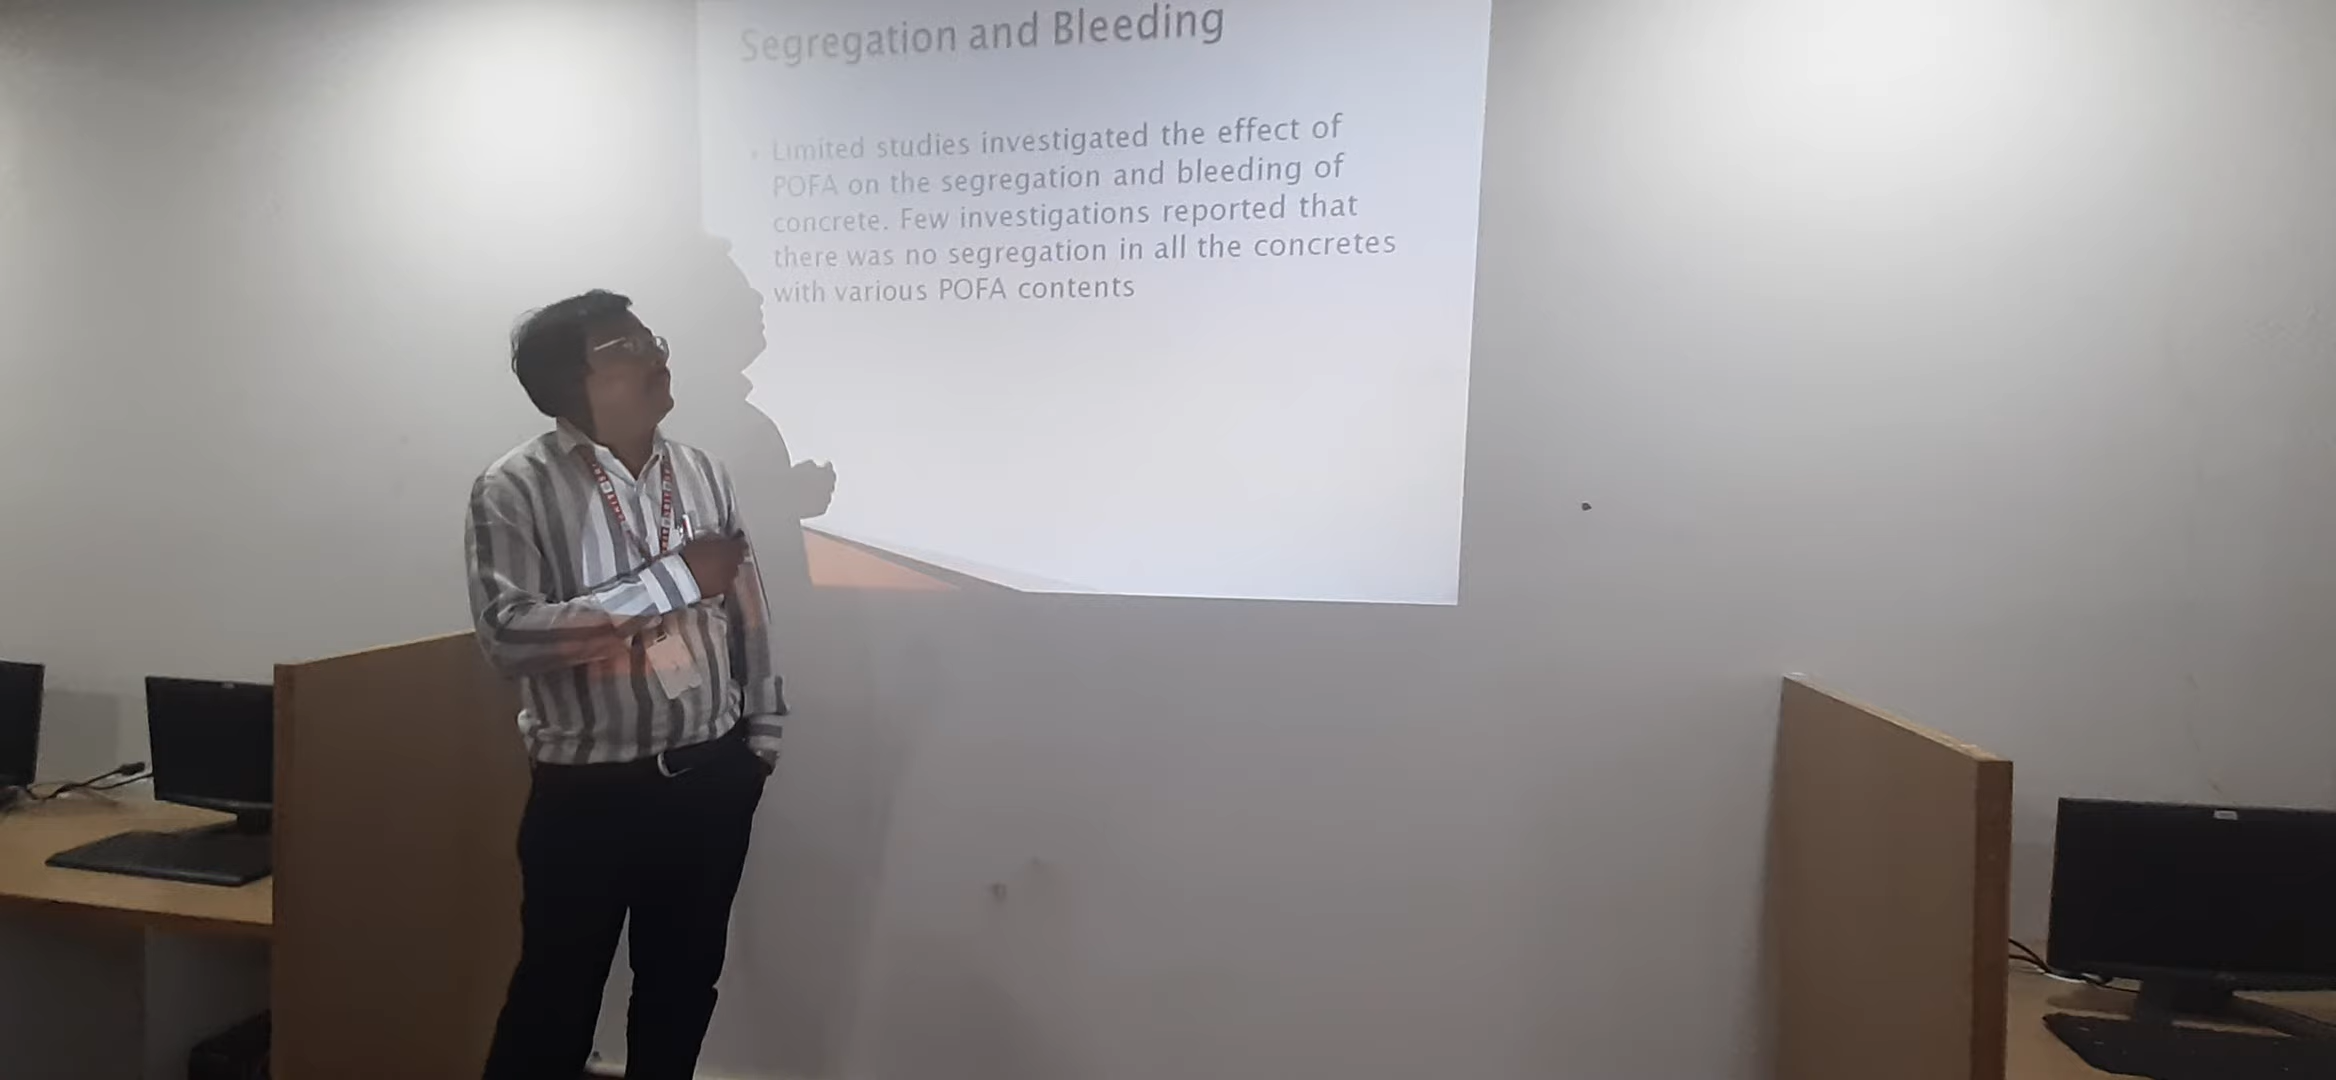 Segregation and Bleeding
• Limited studies investigated the effect of
POFA on the segregation and bleeding of
concrete. Few investigations reported that
there was no segregation in all the concretes
with various POFA contents